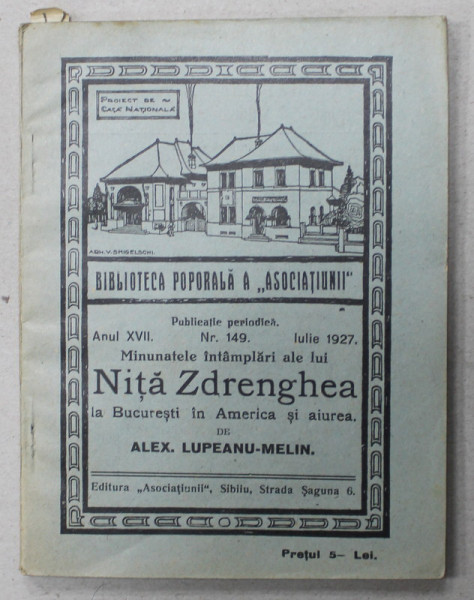 PROIECT DE
CASĂ NAȚIONALĂ
ARH. V. SMIGELSCHI.
BIBLIOTECA POPORALĂ A „ASOCIAȚIUNII"
Publicație periodică.
Anul XVII. Nr. 149. Iulie 1927.
Minunatele întâmplări ale lui
Niță Zdrenghea
la București în America și aiurea.
DE
ALEX. LUPEANU-MELIN.
Editura „Asociațiunii", Sibiiu, Strada Șaguna 6.
Prețul 5— Lei.